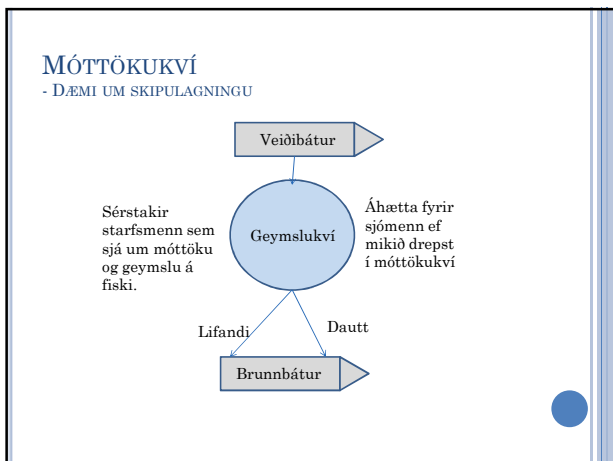 MÓTTÖKUKVÍ
- DÆMI UM SKIPULAGNINGU
Veiðibátur
Sérstakir
starfsmenn sem
sjá um móttöku
og geymslu á
fiski.
Geymslukví
Áhætta fyrir
sjómenn ef
mikið drepst
í móttökukví
Lifandi
Dautt
Brunnbátur